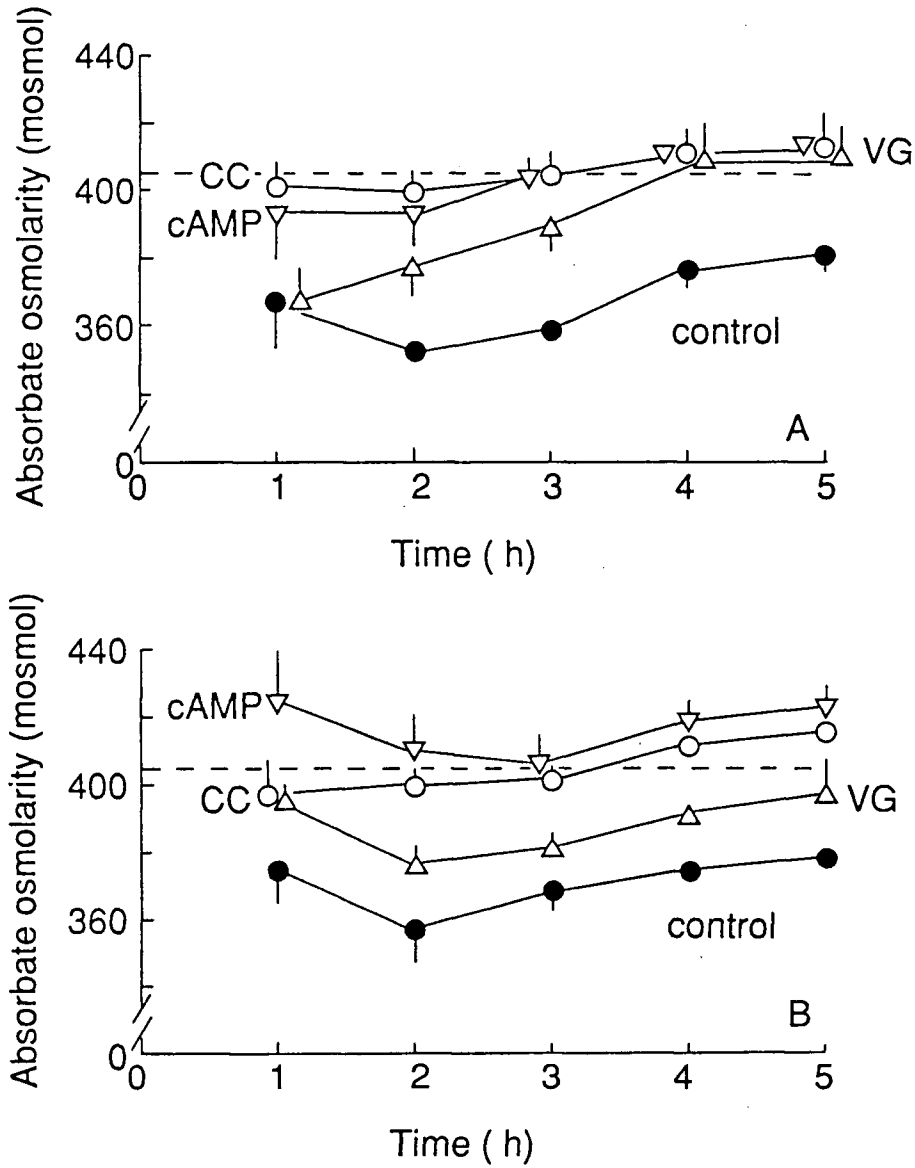 Absorbate osmolarity (mosmol)
440
400
360
0
CC
cAMP
VG
control
A
0 1 2 3 4 5
Time ( h)
Absorbate osmolarity (mosmol)
440
400
360
0
cAMP
CC
VG
control
B
0 1 2 3 4 5
Time ( h)